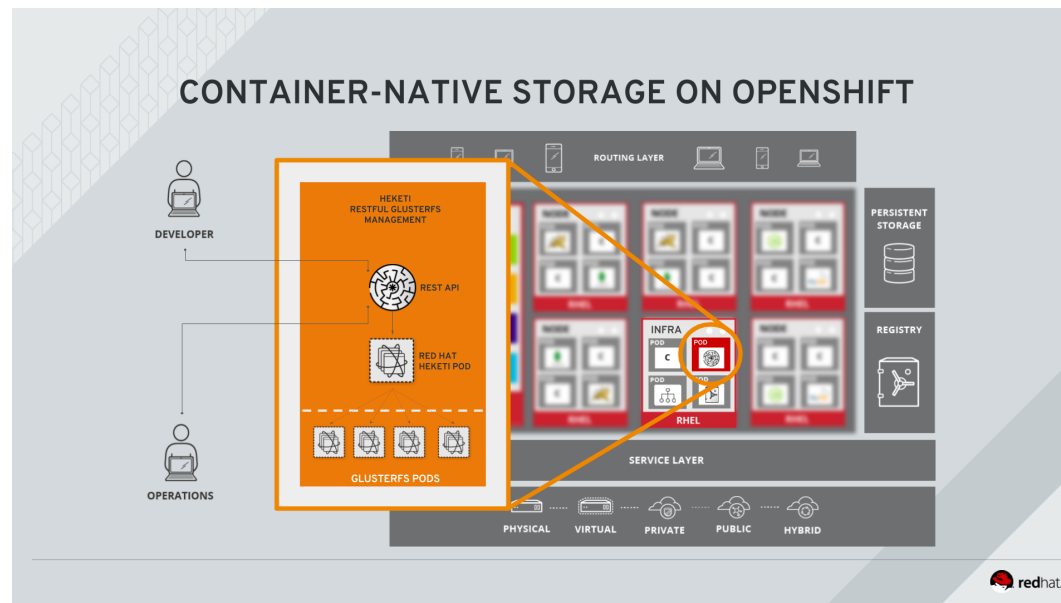 CONTAINER-NATIVE STORAGE ON OPENSHIFT
DEVELOPER
OPERATIONS
HEKETI
RESTFUL GLUSTERFS
MANAGEMENT
REST API
RED HAT
HEKETI POD
GLUSTERFS PODS
ROUTING LAYER
NODE
NODE
NODE
RHEL
RHEL
RHEL
NODE
INFRA
NODE
POD
C
POD
POD
POD
RHEL
RHEL
RHEL
PERSISTENT
STORAGE
REGISTRY
SERVICE LAYER
PHYSICAL
VIRTUAL
PRIVATE
PUBLIC
HYBRID
redhat